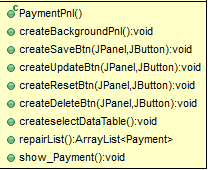 PaymentPnl()
createBackgroundPnl():void
createSaveBtn(JPanel,JButton):void
createUpdateBtn(JPanel,JButton):void
createResetBtn(JPanel,JButton):void
createDeleteBtn(JPanel,JButton):void
createselectDataTable():void
repairList():ArrayList<Payment>
show_Payment():void